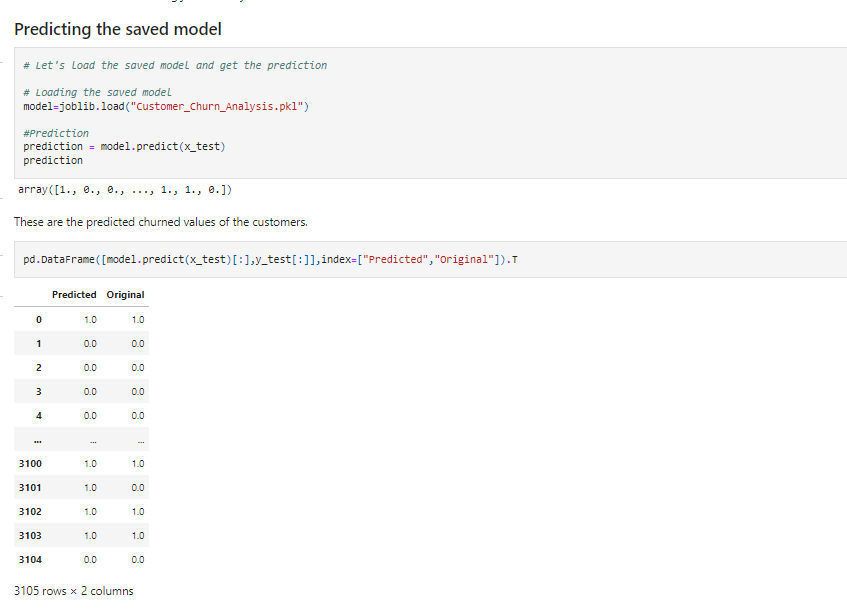 Predicting the saved model
# Let's load the saved model and get the prediction
# Loading the saved model
model=joblib.load("Customer_Churn_Analysis.pkl")
#Prediction
prediction = model.predict(x_test)
prediction
array([1., 0., 0., ..., 1., 1., 0.])
These are the predicted churned values of the customers.
pd.DataFrame([model.predict(x_test)[:],y_test[:]],index=["Predicted","Original"]).T
Predicted Original
0 1.0 1.0
1 0.0 0.0
2 0.0 0.0
3 0.0 0.0
4 0.0 0.0
... ... ...
3100 1.0 1.0
3101 1.0 0.0
3102 1.0 1.0
3103 1.0 1.0
3104 0.0 0.0
3105 rows × 2 columns